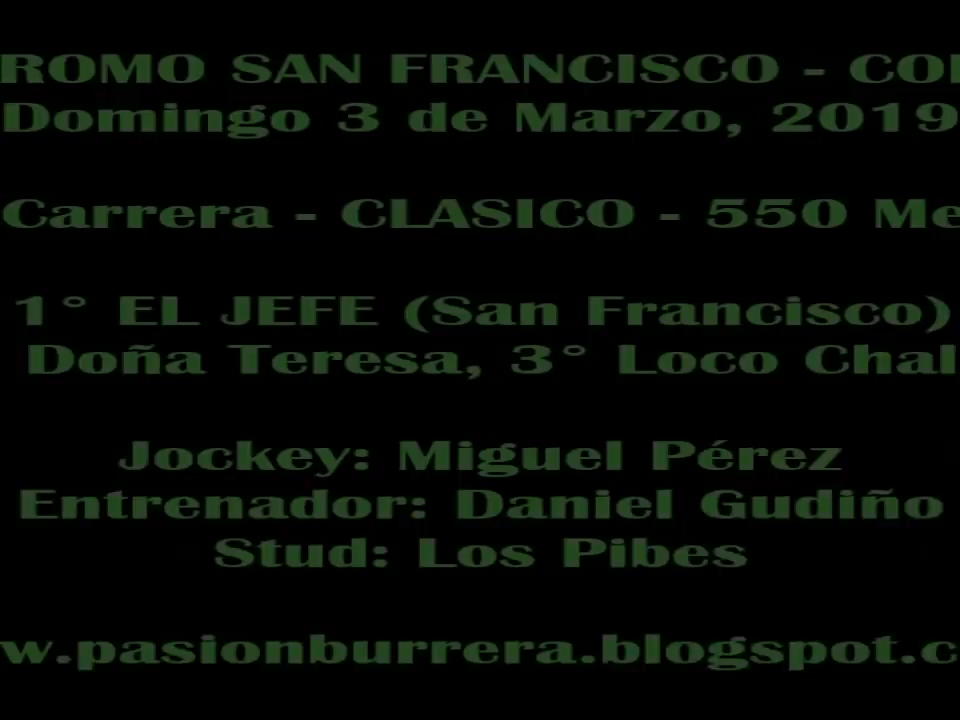 ROMO SAN FRANCISCO - CO
Domingo 3 de Marzo, 2019
Carrera - CLASICO - 550 Me
1° EL JEFE (San Francisco)
Doña Teresa, 3° Loco Chal
Jockey: Miguel Pérez
Entrenador: Daniel Gudiño
Stud: Los Pibes
w.pasionburrera.blogspot.c